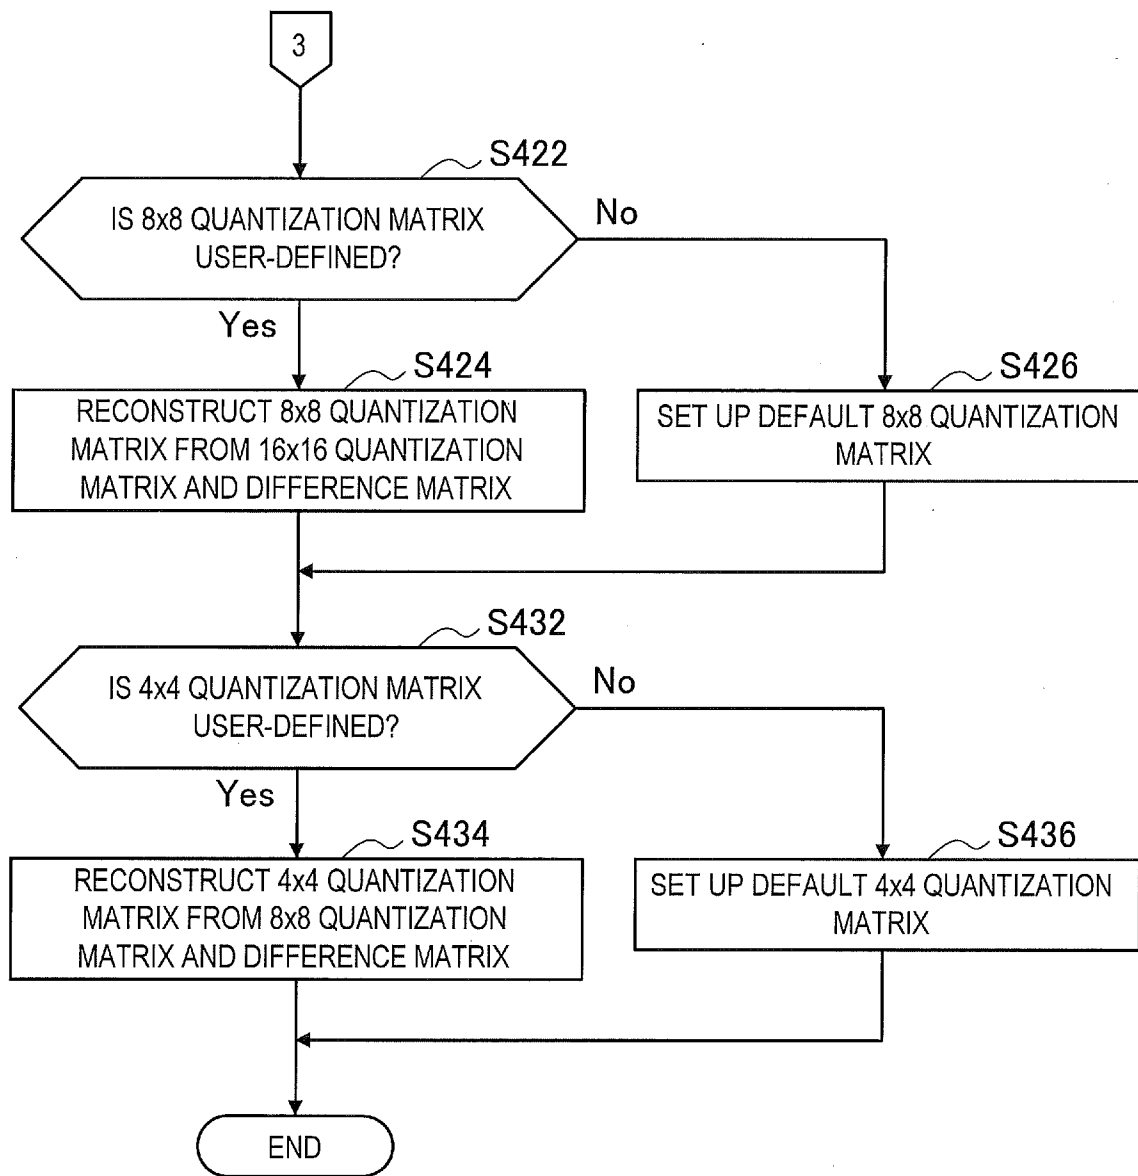 3
S422
IS 8x8 QUANTIZATION MATRIX
USER-DEFINED?
No
Yes
S424
RECONSTRUCT 8x8 QUANTIZATION
MATRIX FROM 16x16 QUANTIZATION
MATRIX AND DIFFERENCE MATRIX
S426
SET UP DEFAULT 8x8 QUANTIZATION
MATRIX
S432
IS 4x4 QUANTIZATION MATRIX
USER-DEFINED?
No
Yes
S434
RECONSTRUCT 4x4 QUANTIZATION
MATRIX FROM 8x8 QUANTIZATION
MATRIX AND DIFFERENCE MATRIX
S436
SET UP DEFAULT 4x4 QUANTIZATION
MATRIX
END